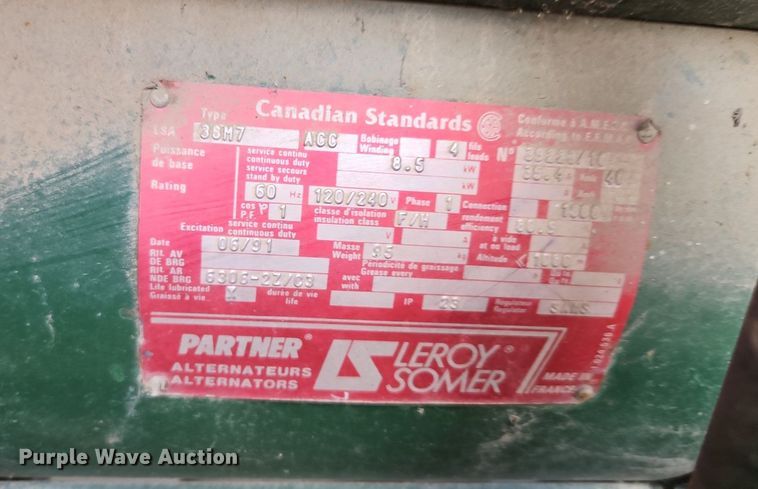 Canadian Standards
Conforme à A.M.E.C.
According to E.E.M.A.C.
Type
LSA 38M7 ACC Bobinage Winding 4 fils leads N°
Puissance de base
service continu
continuous duty 8.5 kW
service secours
stand by duty kW
Rating 60 Hz 120/240 V Phase 1 Connection
cos φ
P.F. 1 classe d'isolation
insulation class F/H rendement
efficiency
Excitation service continu
continuous duty V A à vide
at no load
Date 06/91 Masse
Weight 95 kg Altitude
RIL AV
DE BRG Périodicité de graissage
Grease every
RIL AR
NDE BRG 6306-2Z/C3 avec
with
Life lubricated
Graissé à vie X durée de vie
life IP 23 Regulateur
Regulator
PARTNER
ALTERNATEURS
ALTERNATORS
LEROY®
SOMER
MADE IN
FRANCE
Purple Wave Auction